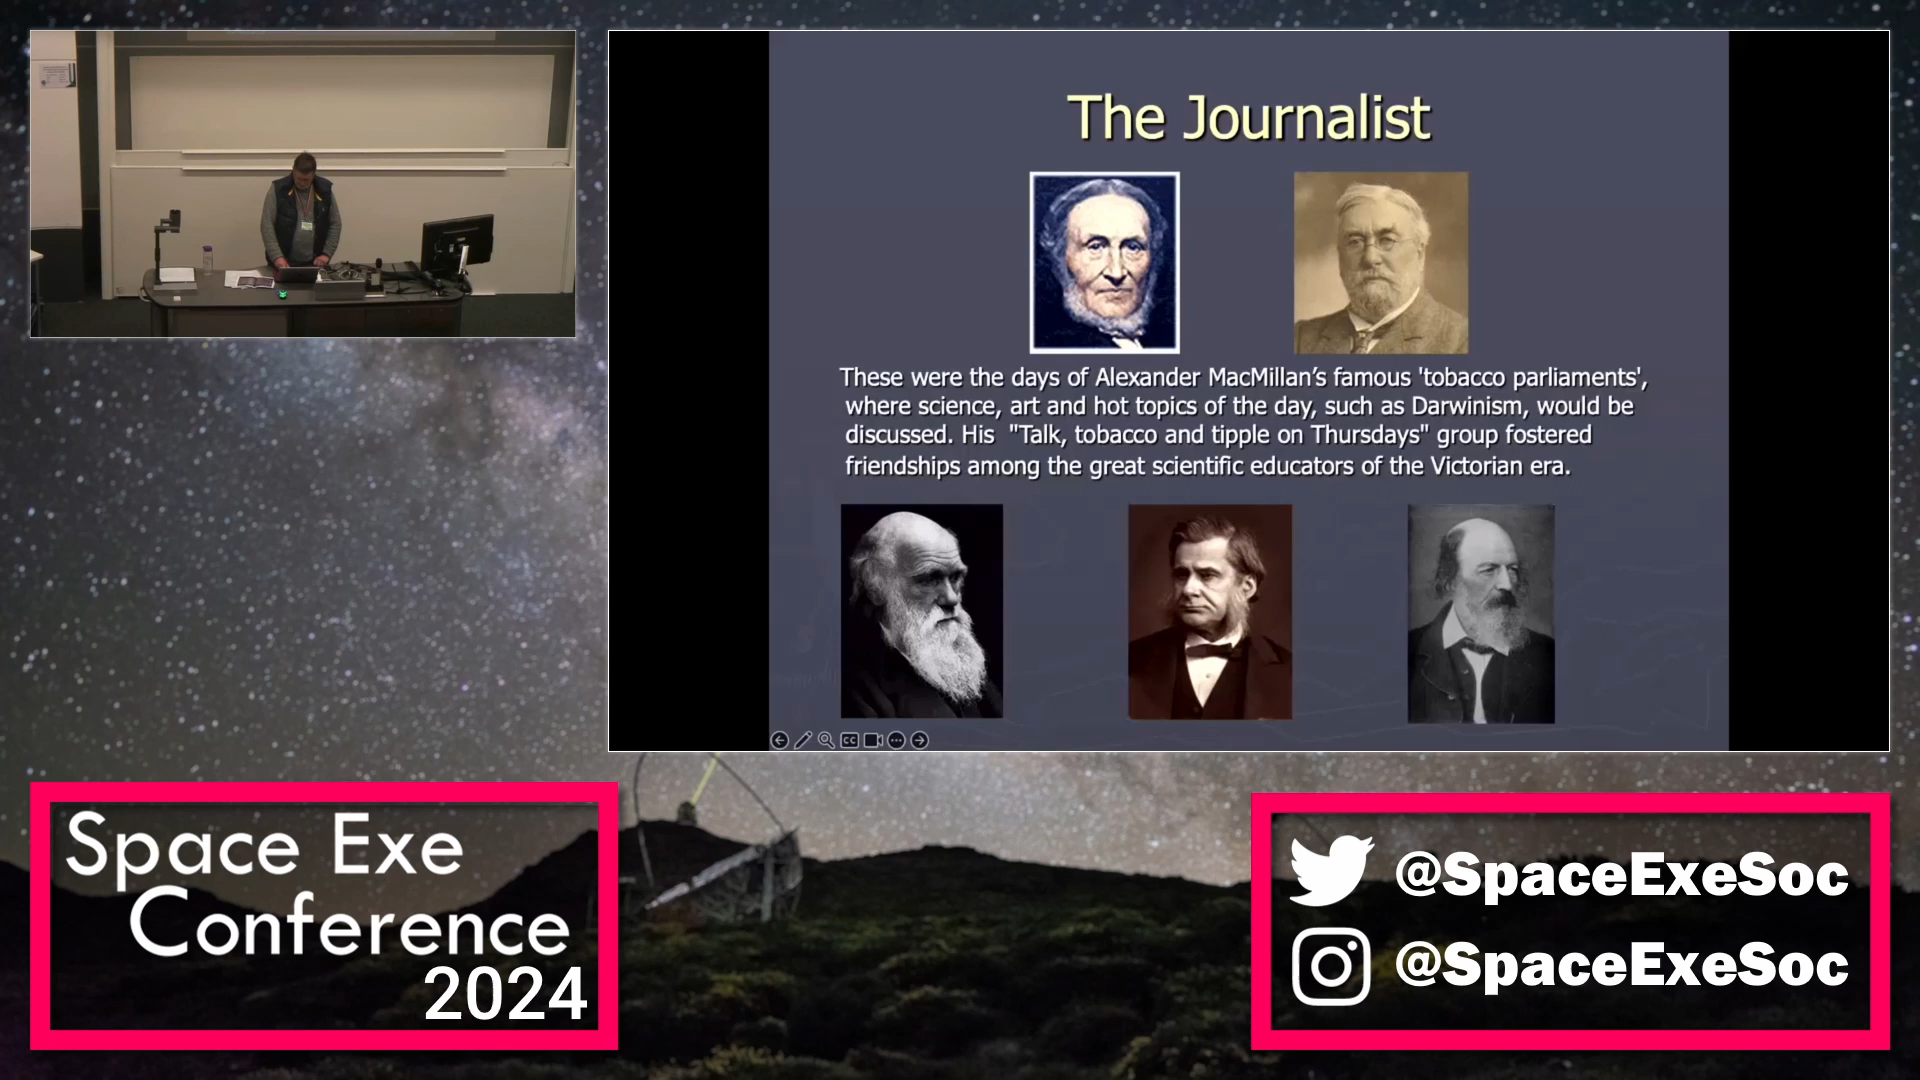 The Journalist
These were the days of Alexander MacMillan’s famous 'tobacco parliaments',
where science, art and hot topics of the day, such as Darwinism, would be
discussed. His "Talk, tobacco and tipple on Thursdays" group fostered
friendships among the great scientific educators of the Victorian era.
CC
Space Exe
Conference
2024
@SpaceExeSoc
@SpaceExeSoc